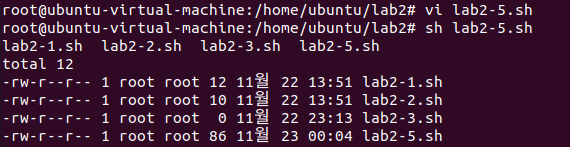 root@ubuntu-virtual-machine:/home/ubuntu/lab2# vi lab2-5.sh
root@ubuntu-virtual-machine:/home/ubuntu/lab2# sh lab2-5.sh
lab2-1.sh  lab2-2.sh  lab2-3.sh  lab2-5.sh
total 12
-rw-r--r-- 1 root root 12 11월 22 13:51 lab2-1.sh
-rw-r--r-- 1 root root 10 11월 22 13:51 lab2-2.sh
-rw-r--r-- 1 root root  0 11월 22 23:13 lab2-3.sh
-rw-r--r-- 1 root root 86 11월 23 00:04 lab2-5.sh